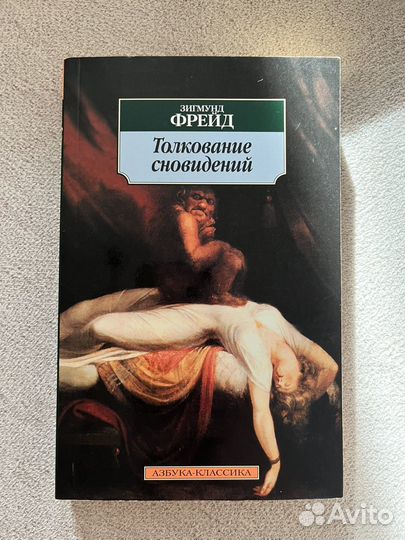 ЗИГМУНД
ФРЕЙД
Толкование
сновидений
АЗБУКА-КЛАССИКА
Avito